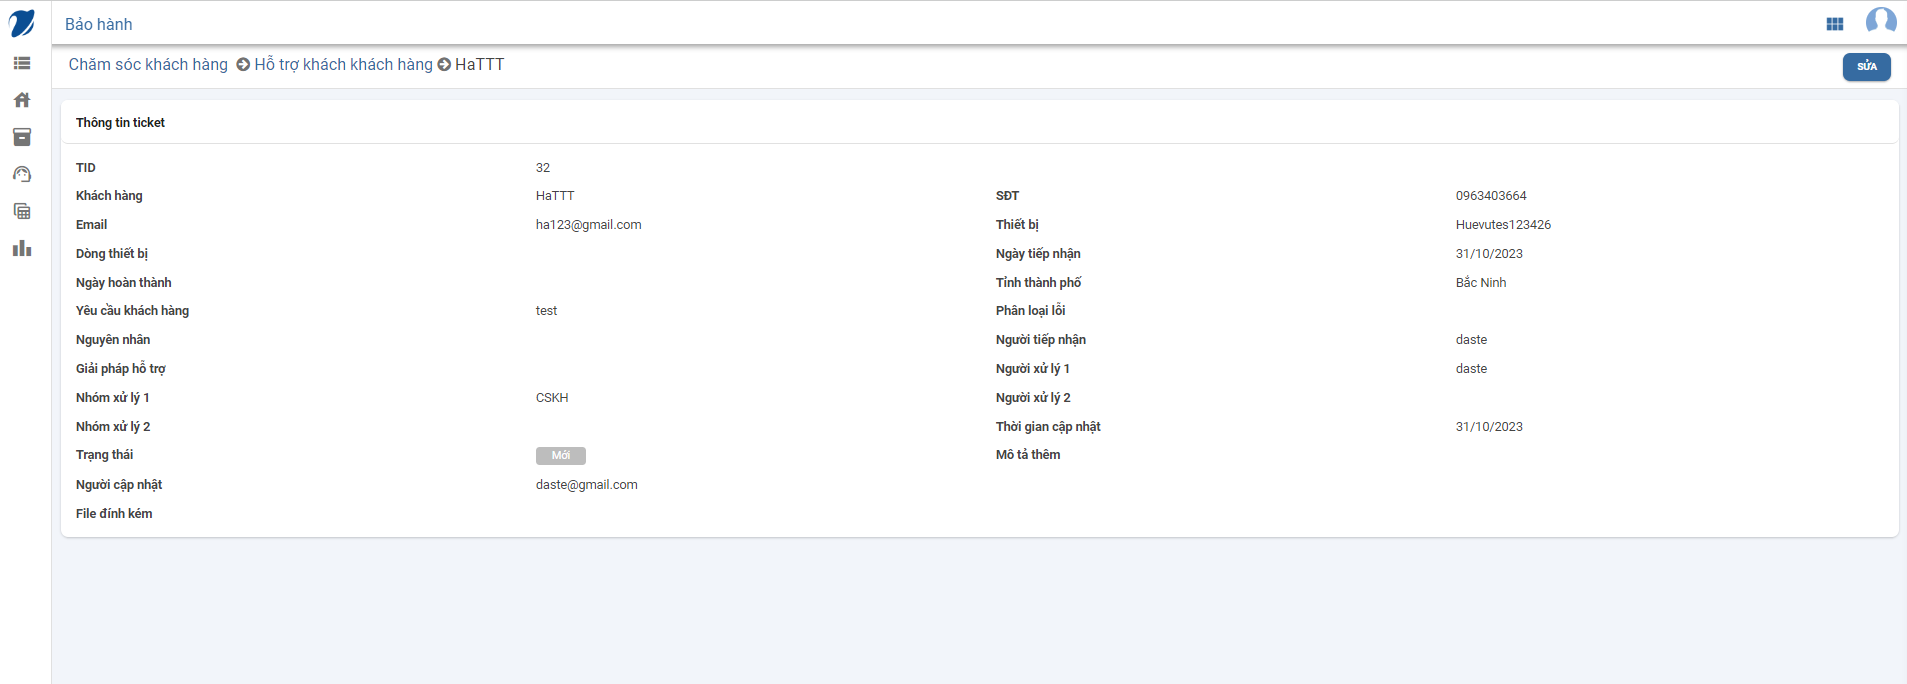 Bảo hành
Chăm sóc khách hàng Hỗ trợ khách khách hàng HaTTT
SỬA
Thông tin ticket
TID 32
Khách hàng HaTTT SĐT 0963403664
Email ha123@gmail.com Thiết bị Huevutes123426
Dòng thiết bị Ngày tiếp nhận 31/10/2023
Ngày hoàn thành Tỉnh thành phố Bắc Ninh
Yêu cầu khách hàng test Phân loại lỗi
Nguyên nhân Người tiếp nhận daste
Giải pháp hỗ trợ Người xử lý 1 daste
Nhóm xử lý 1 CSKH Người xử lý 2
Nhóm xử lý 2 Thời gian cập nhật 31/10/2023
Trạng thái Mới Mô tả thêm
Người cập nhật daste@gmail.com
File đính kém